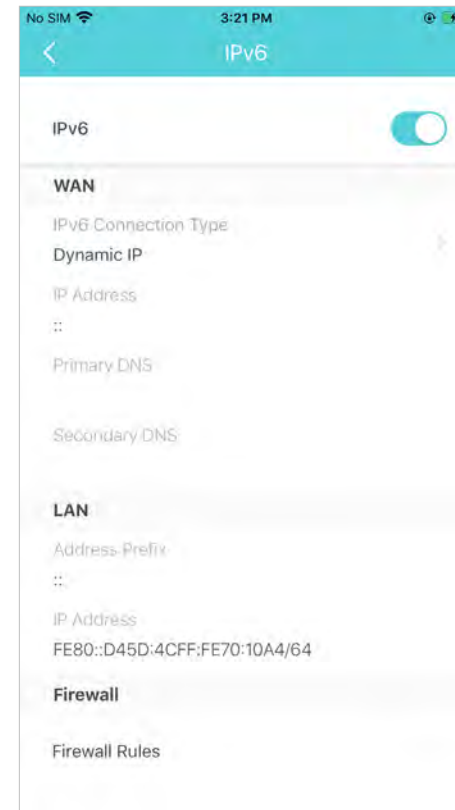 No SIM 3:21 PM
IPv6
IPv6
WAN
IPv6 Connection Type
Dynamic IP
IP Address
::
Primary DNS
Secondary DNS
LAN
Address Prefix
::
IP Address
FE80::D45D:4CFF:FE70:10A4/64
Firewall
Firewall Rules